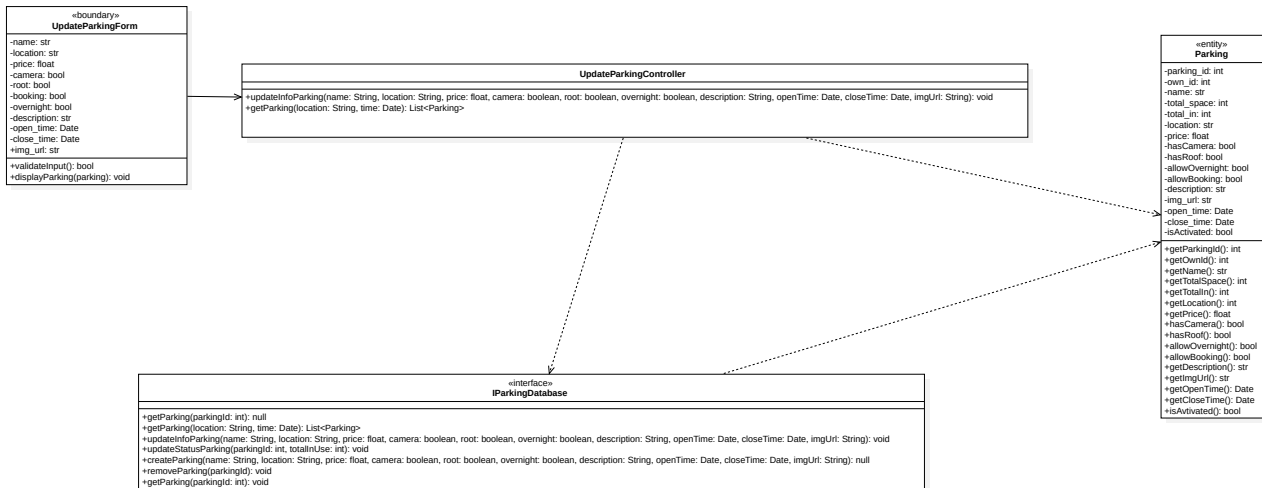 «boundary»
UpdateParkingForm
-name: str
-location: str
-price: float
-camera: bool
-root: bool
-booking: bool
-overnight: bool
-description: str
-open_time: Date
-close_time: Date
+img_url: str
+validateInput(): bool
+displayParking(parking): void
UpdateParkingController
+updateInfoParking(name: String, location: String, price: float, camera: boolean, root: boolean, overnight: boolean, description: String, openTime: Date, closeTime: Date, imgUrl: String): void
+getParking(location: String, time: Date): List<Parking>
«entity»
Parking
-parking_id: int
-own_id: int
-name: str
-total_space: int
-total_in: int
-location: str
-price: float
-hasCamera: bool
-hasRoof: bool
-allowOvernight: bool
-allowBooking: bool
-description: str
-img_url: str
-open_time: Date
-close_time: Date
-isActivated: bool
+getParkingId(): int
+getOwnId(): int
+getName(): str
+getTotalSpace(): int
+getTotalIn(): int
+getLocation(): int
+getPrice(): float
+hasCamera(): bool
+hasRoof(): bool
+allowOvernight(): bool
+allowBooking(): bool
+getDescription(): str
+getImgUrl(): str
+getOpenTime(): Date
+getCloseTime(): Date
+isAvtivated(): bool
«interface»
IParkingDatabase
+getParking(parkingId: int): null
+getParking(location: String, time: Date): List<Parking>
+updateInfoParking(name: String, location: String, price: float, camera: boolean, root: boolean, overnight: boolean, description: String, openTime: Date, closeTime: Date, imgUrl: String): void
+updateStatusParking(parkingId: int, totalInUse: int): void
+createParking(name: String, location: String, price: float, camera: boolean, root: boolean, overnight: boolean, description: String, openTime: Date, closeTime: Date, imgUrl: String): null
+removeParking(parkingId): void
+getParking(parkingId: int): void